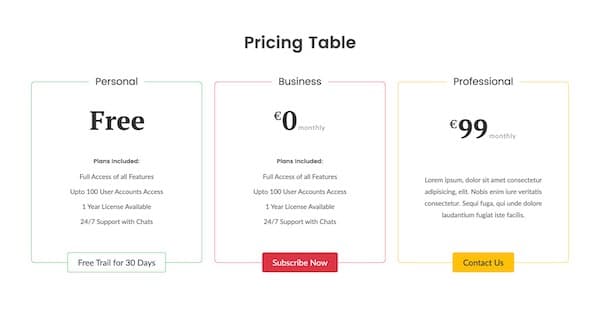 Pricing Table
Personal
Free
Plans Included:
Full Access of all Features
Upto 100 User Accounts Access
1 Year License Available
24/7 Support with Chats
Free Trail for 30 Days
Business
€0 monthly
Plans Included:
Full Access of all Features
Upto 100 User Accounts Access
1 Year License Available
24/7 Support with Chats
Subscribe Now
Professional
€99 monthly
Lorem ipsum, dolor sit amet consectetur
adipisicing, elit. Nobis enim iure veritatis
consectetur. Sequi fuga, qui unde dolore
laudantium fugiat iste facilis.
Contact Us